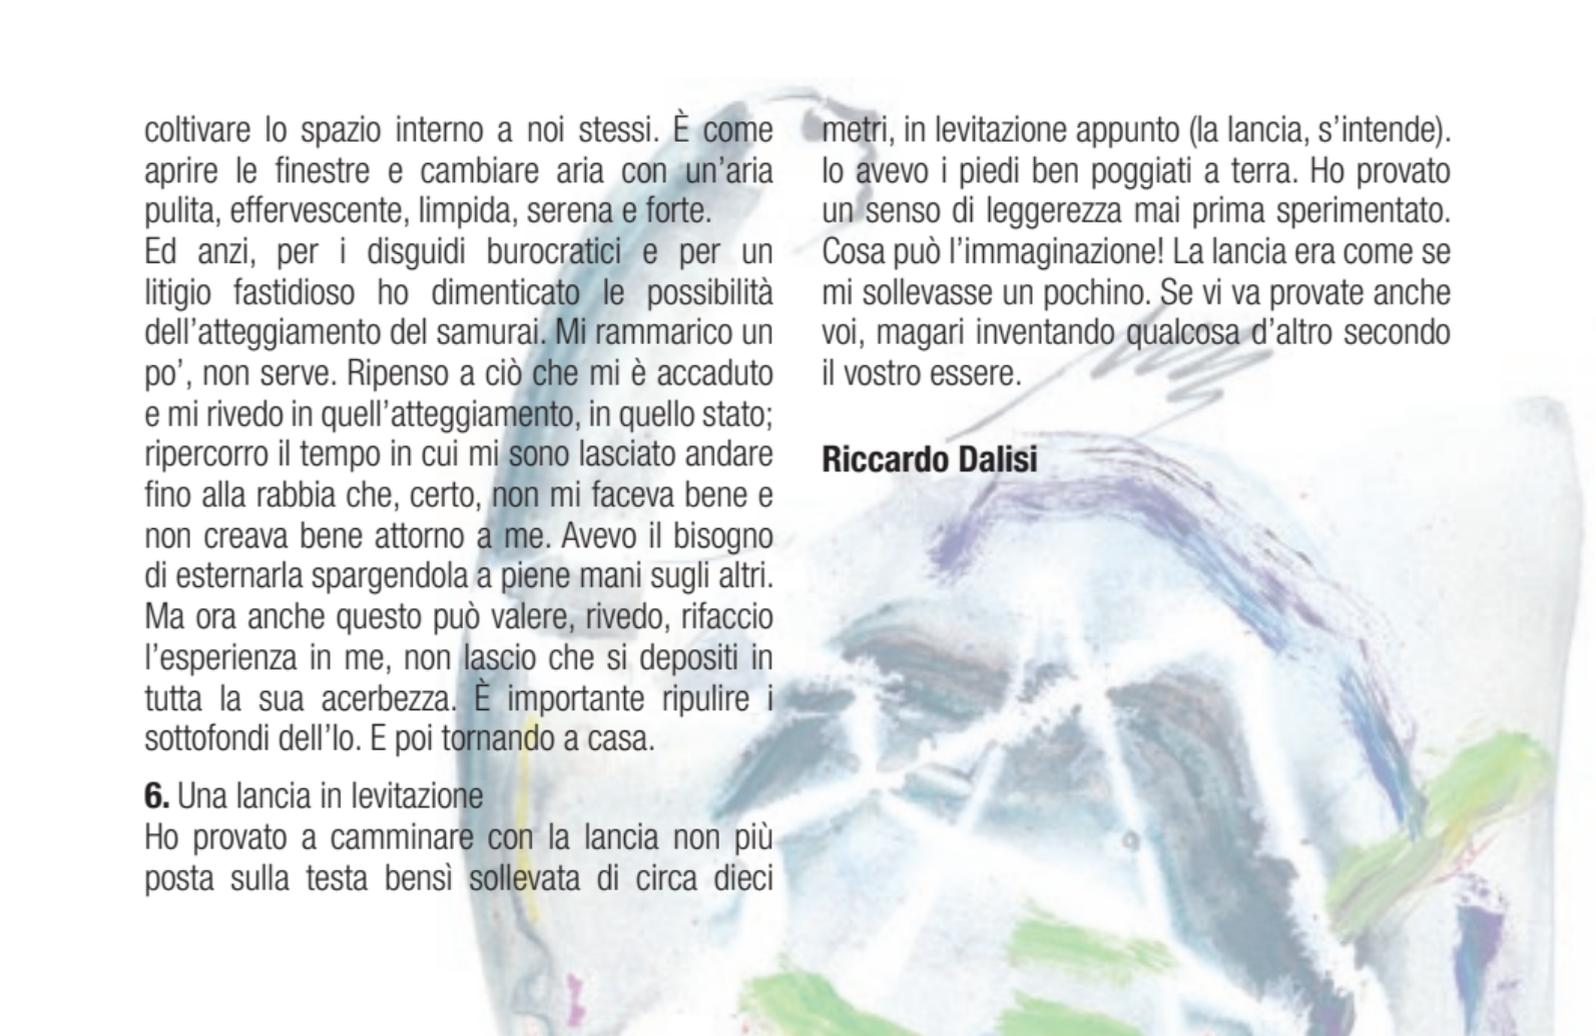 coltivare lo spazio interno a noi stessi. È come
aprire le finestre e cambiare aria con un'aria
pulita, effervescente, limpida, serena e forte.
Ed anzi, per i disguidi burocratici e per un
litigio fastidioso ho dimenticato le possibilità
dell'atteggiamento del samurai. Mi rammarico un
po', non serve. Ripenso a ciò che mi è accaduto
e mi rivedo in quell'atteggiamento, in quello stato;
ripercorro il tempo in cui mi sono lasciato andare
fino alla rabbia che, certo, non mi faceva bene e
non creava bene attorno a me. Avevo il bisogno
di esternarla spargendola a piene mani sugli altri.
Ma ora anche questo può valere, rivedo, rifaccio
l'esperienza in me, non lascio che si depositi in
tutta la sua acerbezza. È importante ripulire i
sottofondi dell'Io. E poi tornando a casa.
6. Una lancia in levitazione
Ho provato a camminare con la lancia non più
posta sulla testa bensì sollevata di circa dieci
metri, in levitazione appunto (la lancia, s'intende).
Io avevo i piedi ben poggiati a terra. Ho provato
un senso di leggerezza mai prima sperimentato.
Cosa può l'immaginazione! La lancia era come se
mi sollevasse un pochino. Se vi va provate anche
voi, magari inventando qualcosa d'altro secondo
il vostro essere.
Riccardo Dalisi